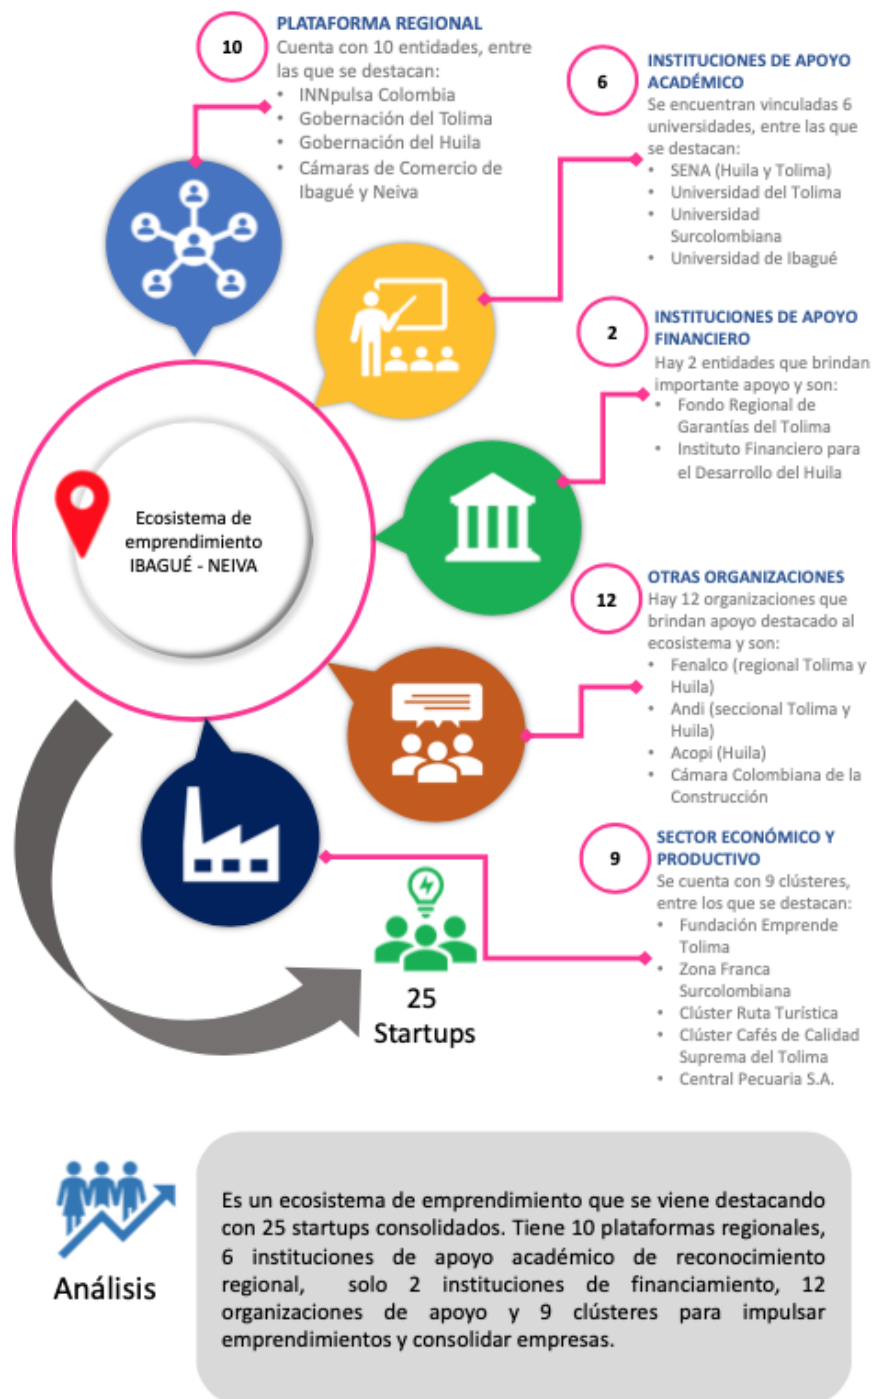 10
PLATAFORMA REGIONAL
Cuenta con 10 entidades, entre
las que se destacan:
• INNpulsa Colombia
• Gobernación del Tolima
• Gobernación del Huila
• Cámaras de Comercio de
Ibagué y Neiva
6
INSTITUCIONES DE APOYO
ACADÉMICO
Se encuentran vinculadas 6
universidades, entre las que
se destacan:
• SENA (Huila y Tolima)
• Universidad del Tolima
• Universidad
Surcolombiana
• Universidad de Ibagué
2
INSTITUCIONES DE APOYO
FINANCIERO
Hay 2 entidades que brindan
importante apoyo y son:
• Fondo Regional de
Garantías del Tolima
• Instituto Financiero para
el Desarrollo del Huila
Ecosistema de
emprendimiento
IBAGUÉ - NEIVA
12
OTRAS ORGANIZACIONES
Hay 12 organizaciones que
brindan apoyo destacado al
ecosistema y son:
• Fenalco (regional Tolima y
Huila)
• Andi (seccional Tolima y
Huila)
• Acopi (Huila)
• Cámara Colombiana de la
Construcción
9
SECTOR ECONÓMICO Y
PRODUCTIVO
Se cuenta con 9 clústeres,
entre los que se destacan:
• Fundación Emprende
Tolima
• Zona Franca
Surcolombiana
• Clúster Ruta Turística
• Clúster Cafés de Calidad
Suprema del Tolima
• Central Pecuaria S.A.
25
Startups
Análisis
Es un ecosistema de emprendimiento que se viene destacando
con 25 startups consolidados. Tiene 10 plataformas regionales,
6 instituciones de apoyo académico de reconocimiento
regional, solo 2 instituciones de financiamiento, 12
organizaciones de apoyo y 9 clústeres para impulsar
emprendimientos y consolidar empresas.